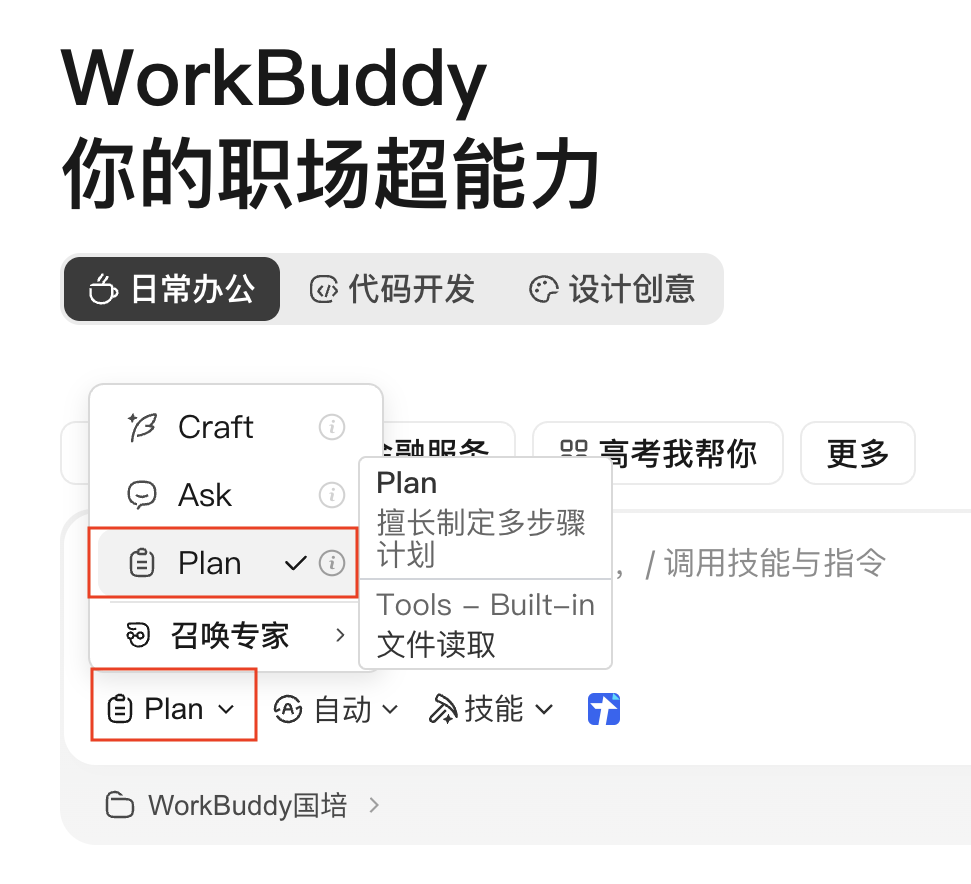 WorkBuddy
你的职场超能力
日常办公
代码开发
设计创意
Craft
金融服务
高考我帮你
更多
Ask
Plan
擅长制定多步骤
计划
Plan
，/ 调用技能与指令
Tools - Built-in
文件读取
召唤专家
Plan
自动
技能
WorkBuddy国培